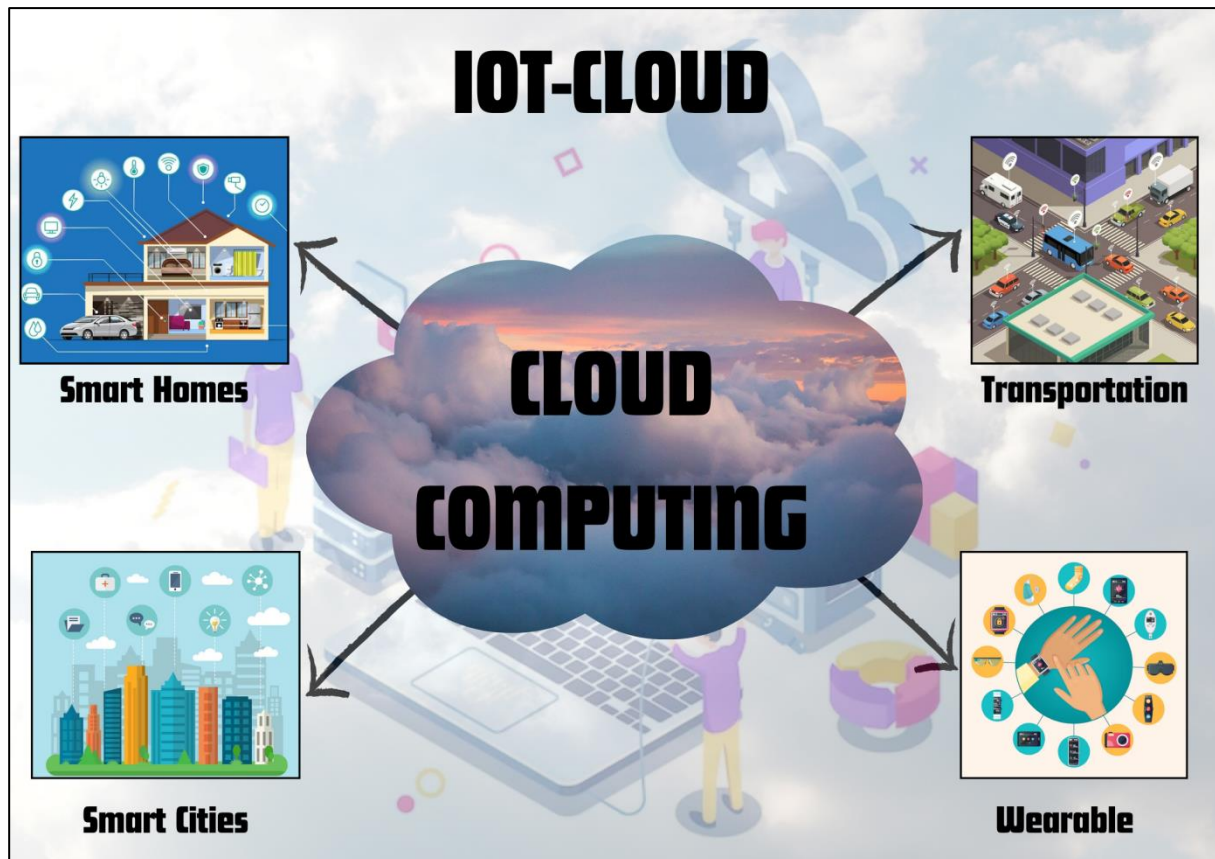 IOT-CLOUD
Smart Homes
Transportation
CLOUD
COMPUTING
Smart Cities
Wearable